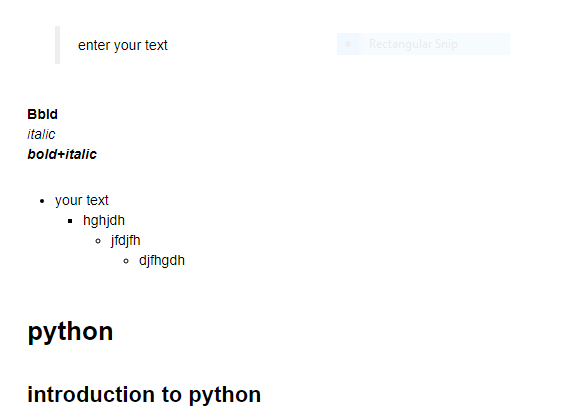 enter your text
Rectangular Snip
Bbld
italic
bold+italic
your text
hghjdh
jfdjfh
djfhgdh
python
introduction to python